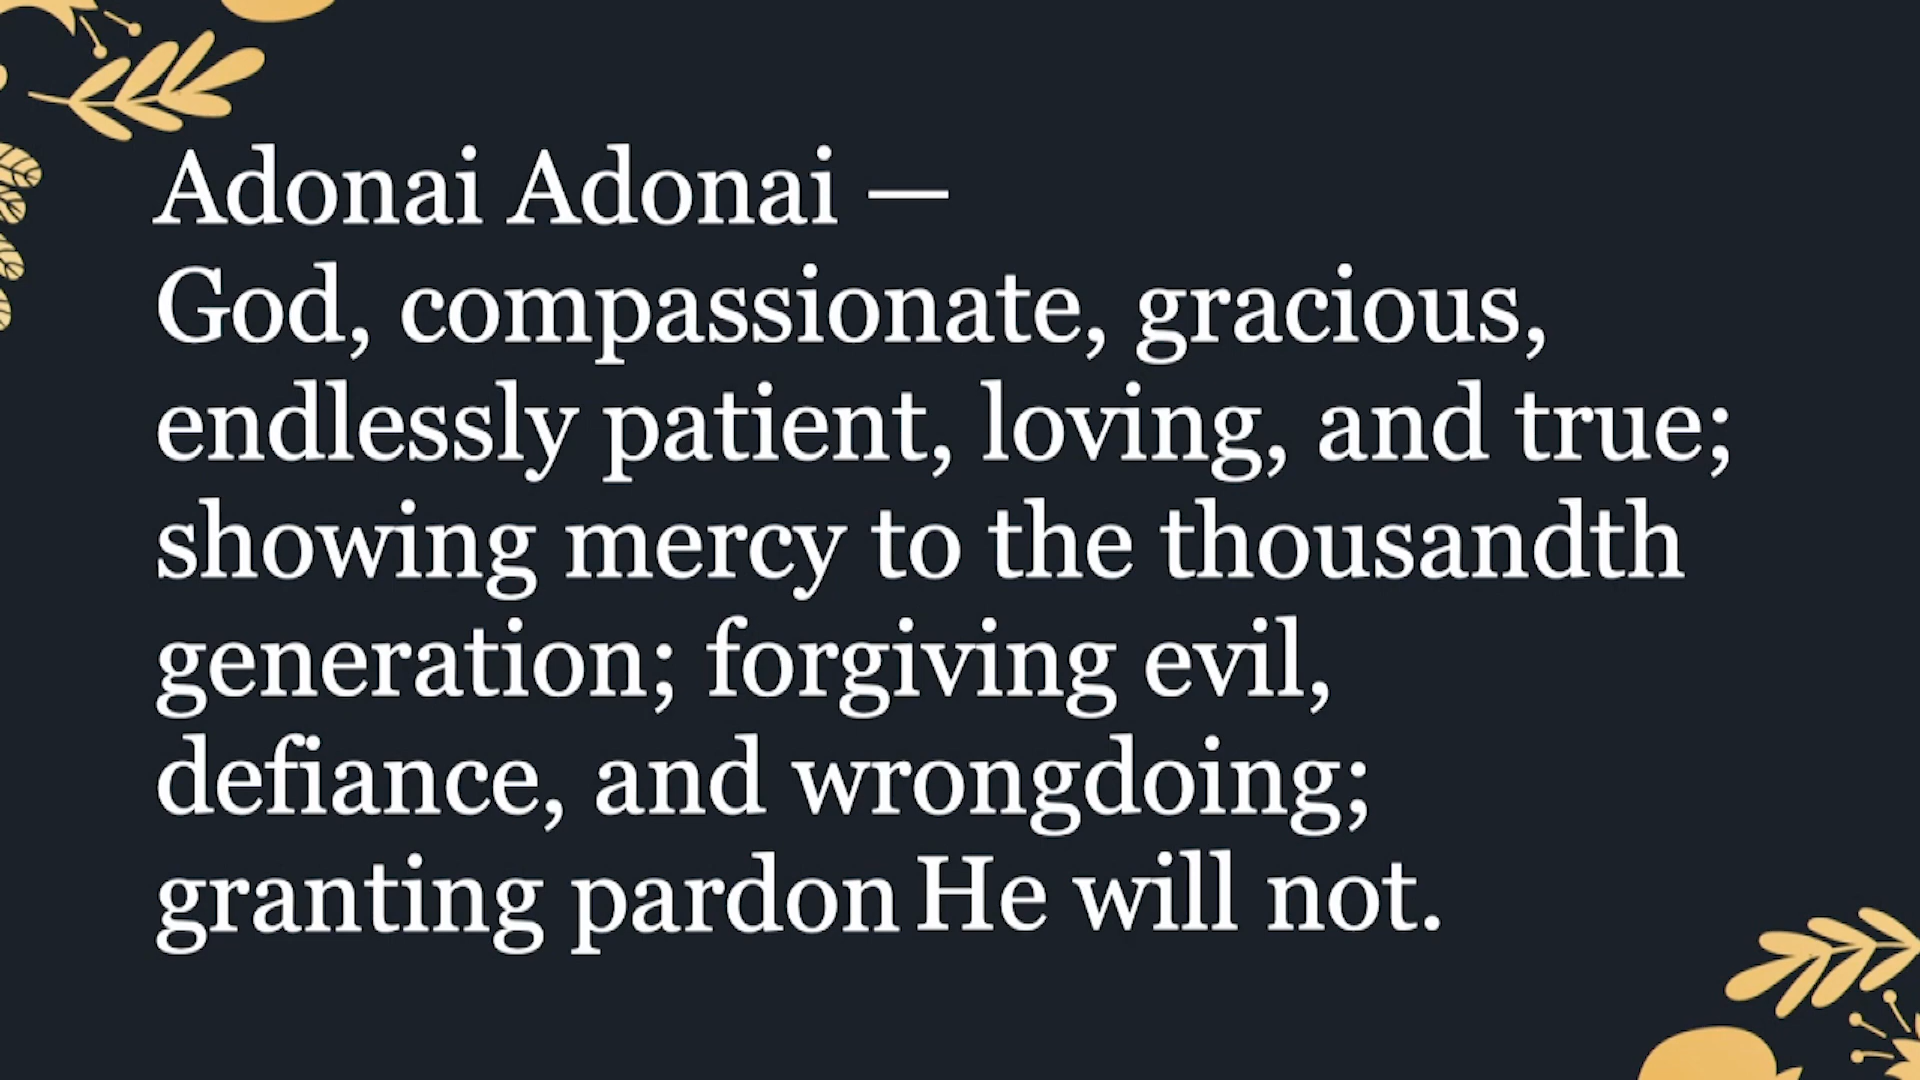 Adonai Adonai —
God, compassionate, gracious,
endlessly patient, loving, and true;
showing mercy to the thousandth
generation; forgiving evil,
defiance, and wrongdoing;
granting pardon He will not.